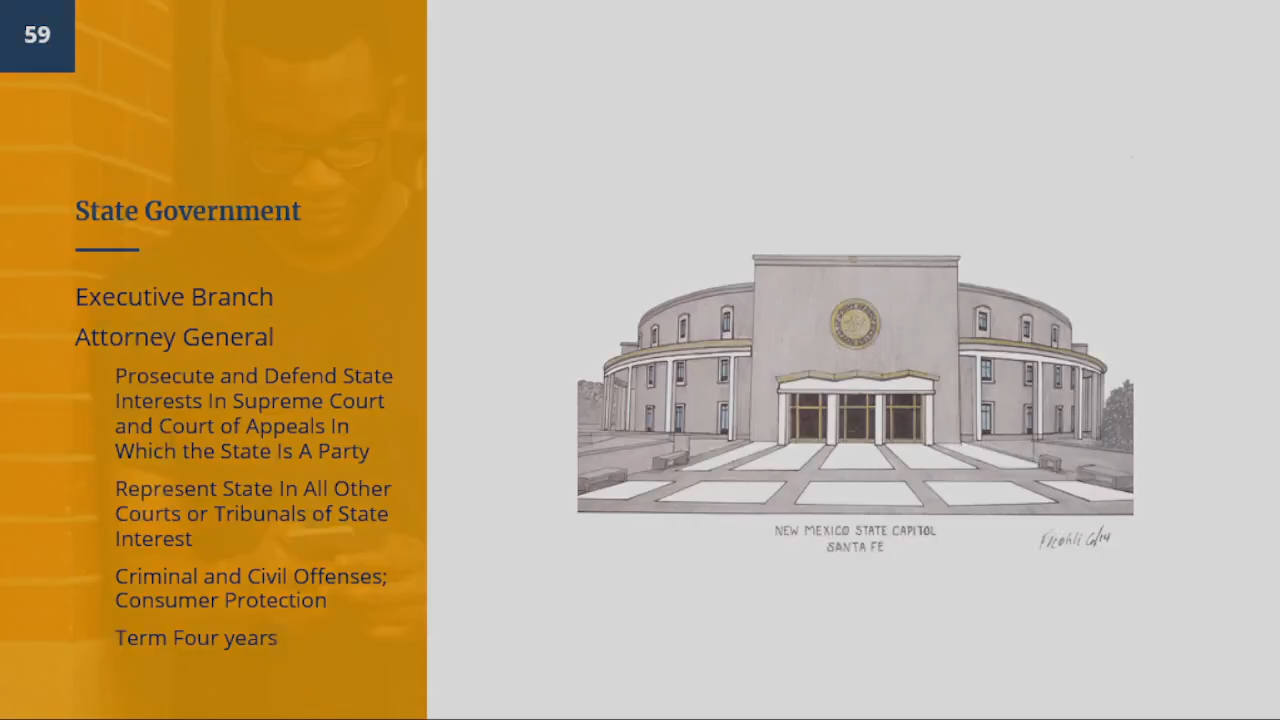 59
State Government
Executive Branch
Attorney General
Prosecute and Defend State
Interests In Supreme Court
and Court of Appeals In
Which the State Is A Party
Represent State In All Other
Courts or Tribunals of State
Interest
Criminal and Civil Offenses;
Consumer Protection
Term Four years
NEW MEXICO STATE CAPITOL
SANTA FE